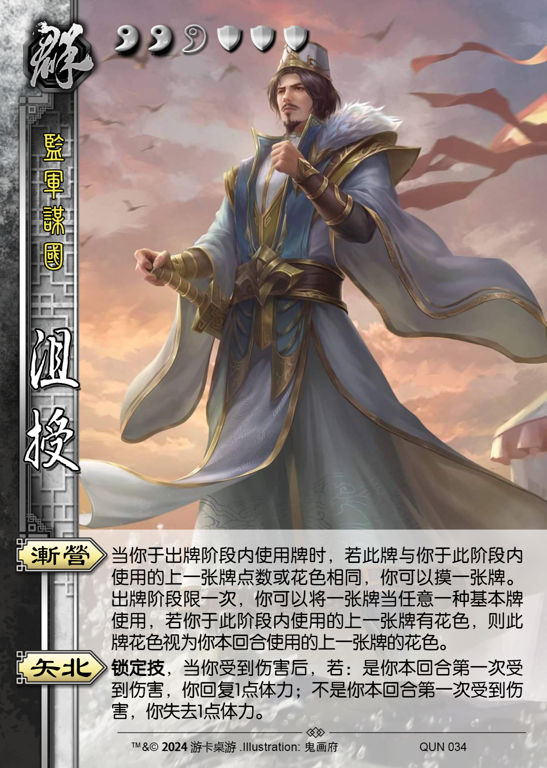 群
監軍謀國
沮授
漸營
当你于出牌阶段内使用牌时，若此牌与你于此阶段内
使用的上一张牌点数或花色相同，你可以摸一张牌。
出牌阶段限一次，你可以将一张牌当任意一种基本牌
使用，若你于此阶段内使用的上一张牌有花色，则此
牌花色视为你本回合使用的上一张牌的花色。
矢北
锁定技，当你受到伤害后，若：是你本回合第一次受
到伤害，你回复1点体力；不是你本回合第一次受到伤
害，你失去1点体力。
™&© 2024 游卡桌游 .Illustration: 鬼画府
QUN 034